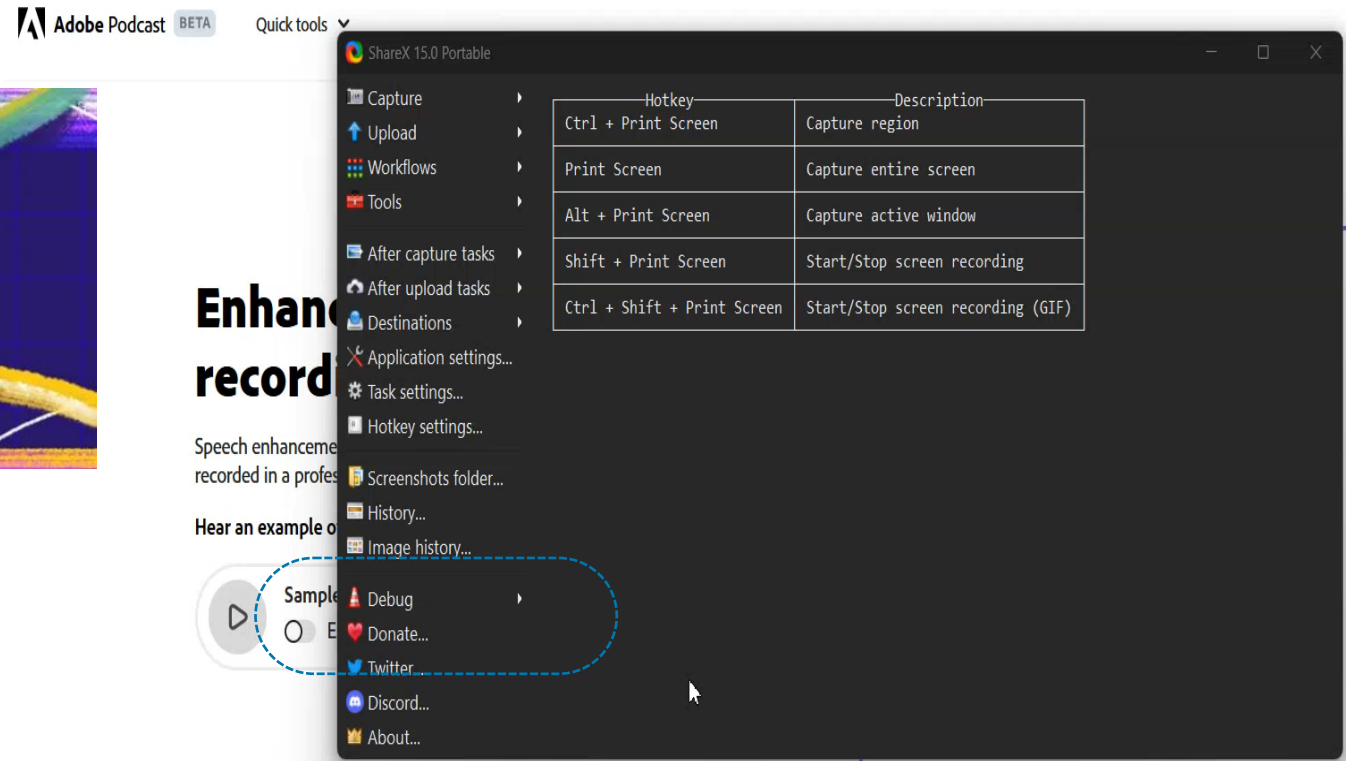 Adobe Podcast BETA Quick tools
ShareX 15.0 Portable
Capture
Upload
Workflows
Tools
After capture tasks
After upload tasks
Destinations
Application settings...
Task settings...
Hotkey settings...
Screenshots folder...
History...
Image history...
Debug
Donate...
Twitter...
Discord...
About...
Hotkey Description
Ctrl + Print Screen Capture region
Print Screen Capture entire screen
Alt + Print Screen Capture active window
Shift + Print Screen Start/Stop screen recording
Ctrl + Shift + Print Screen Start/Stop screen recording (GIF)
Enhanc
record
Speech enhanceme
recorded in a profes
Hear an example o
Sample
E